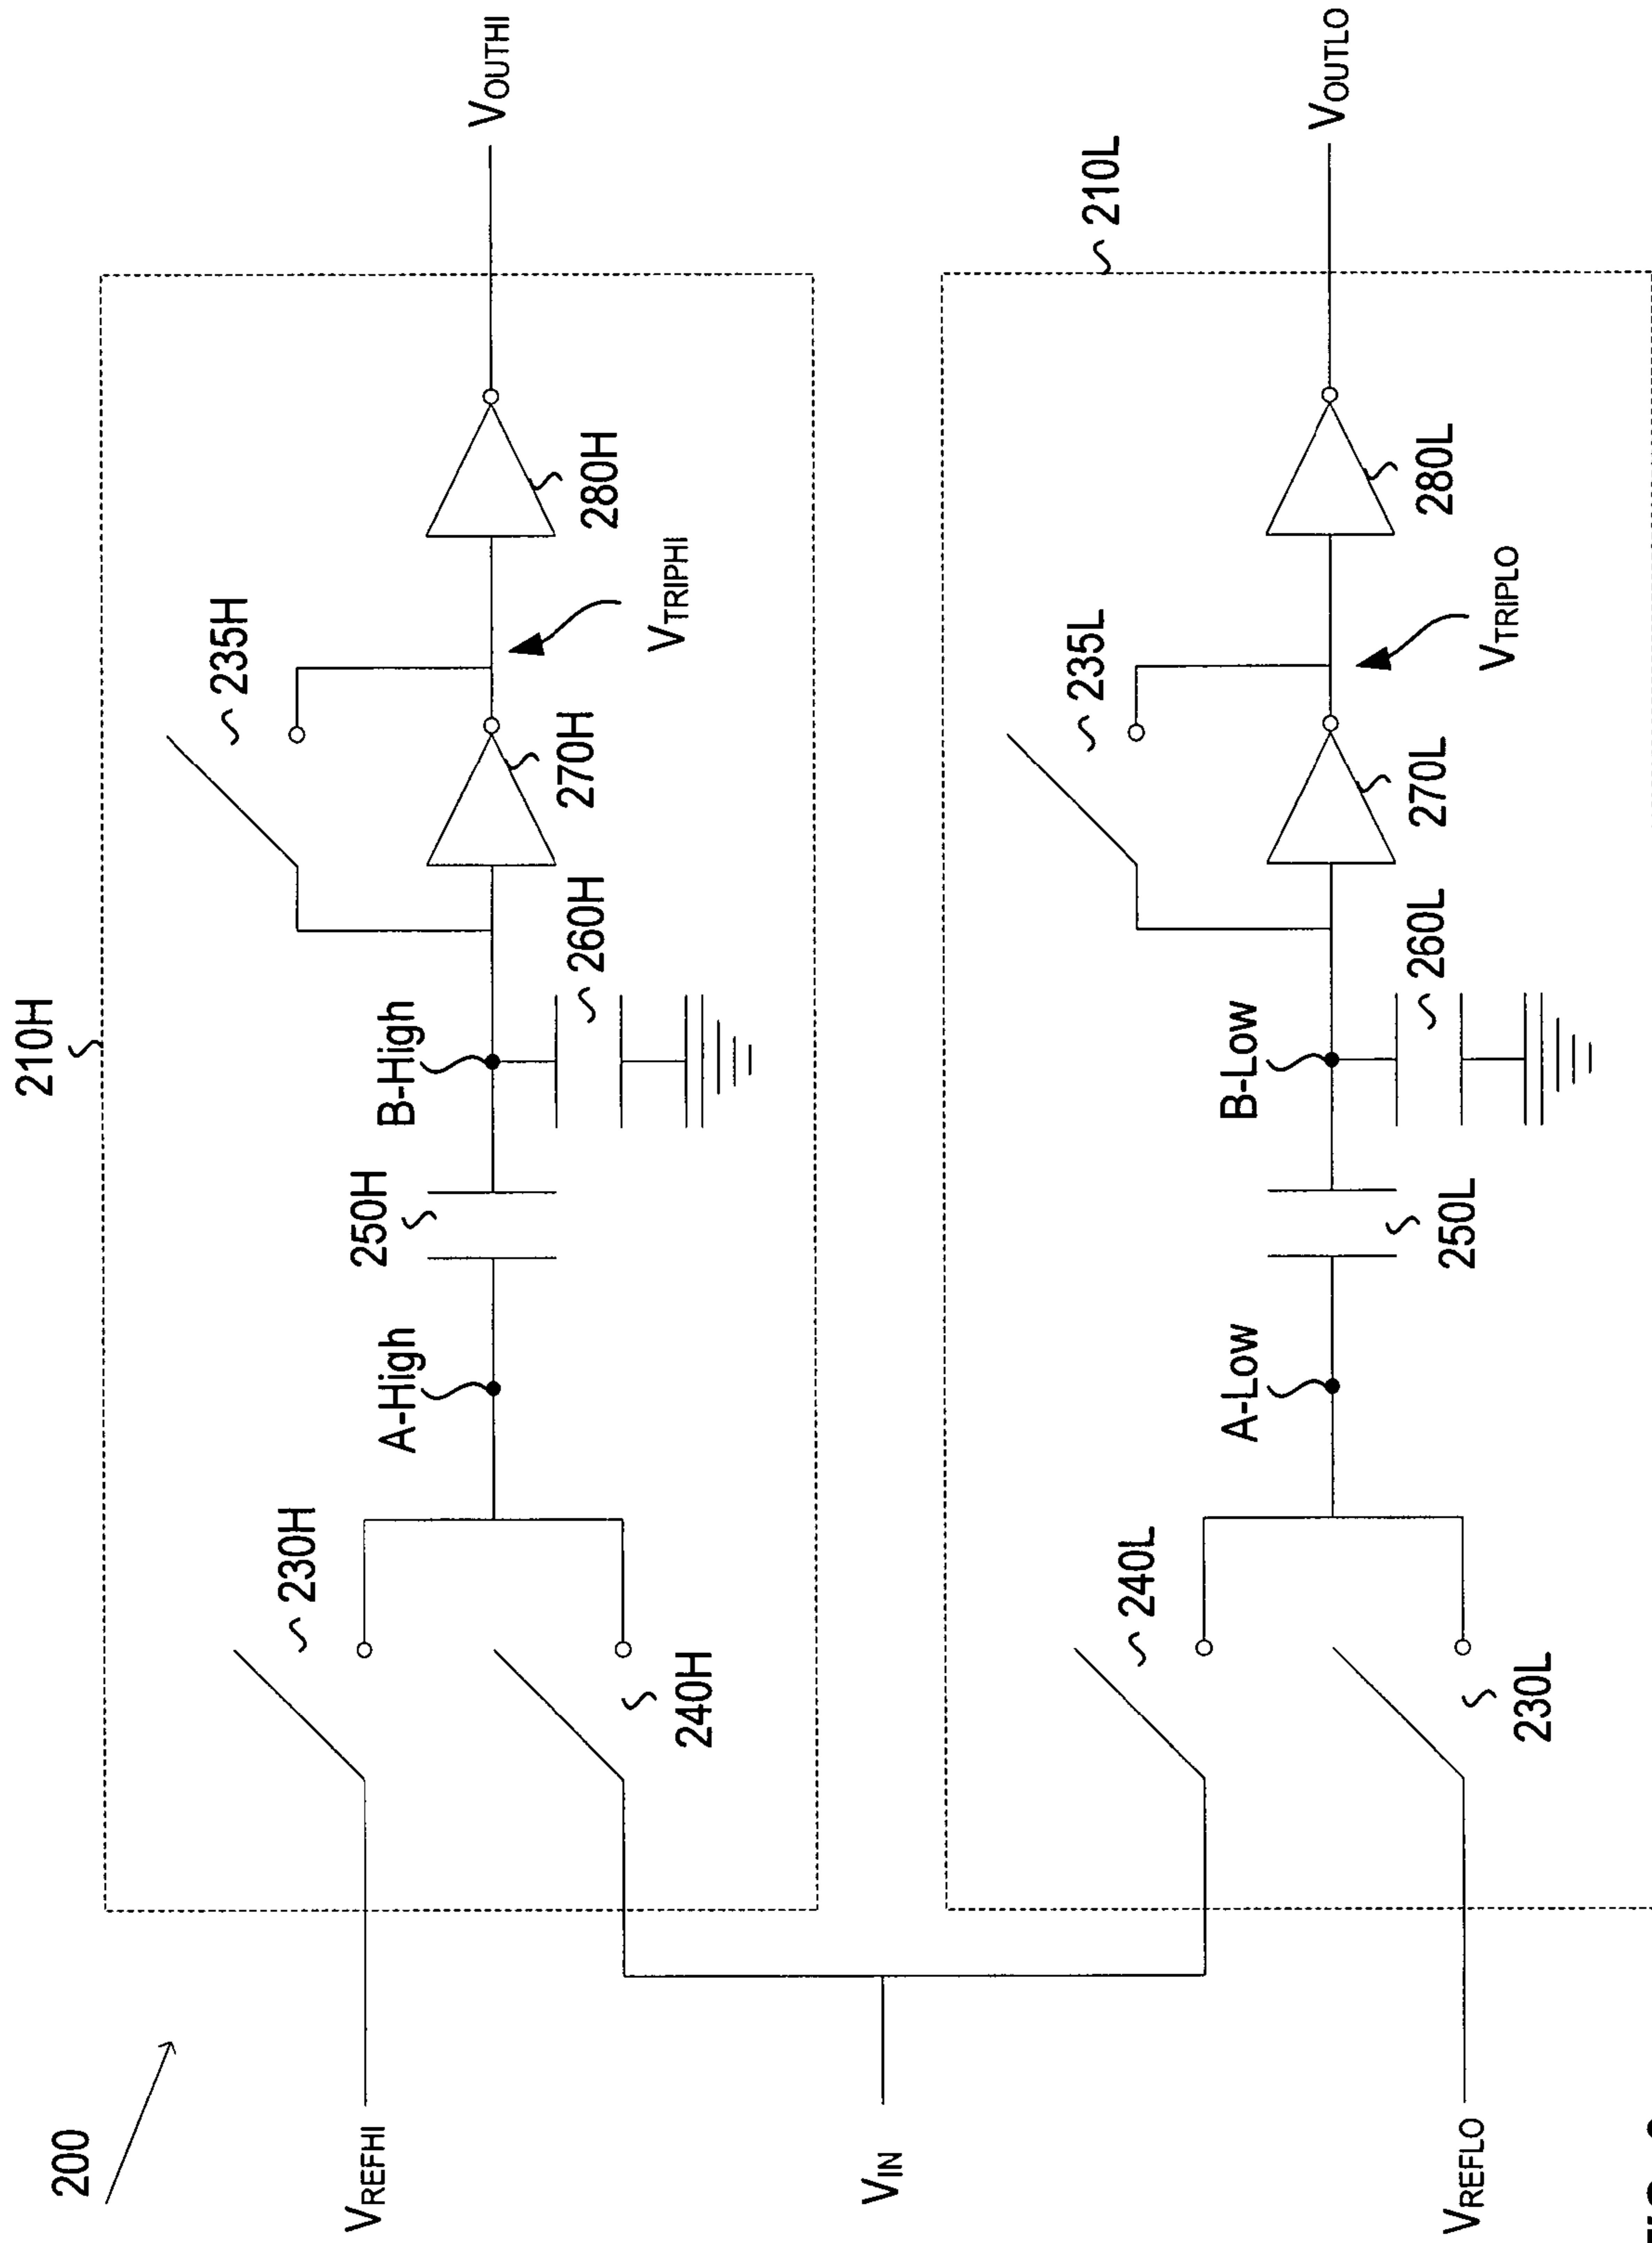 200
210H
VREFHI
230H
240H
A-High
250H
B-High
260H
235H
270H
VTRIPHI
280H
VOUTHI
VIN
210L
VREFLO
240L
230L
A-Low
250L
B-Low
260L
235L
270L
VTRIPLO
280L
VOUTLO